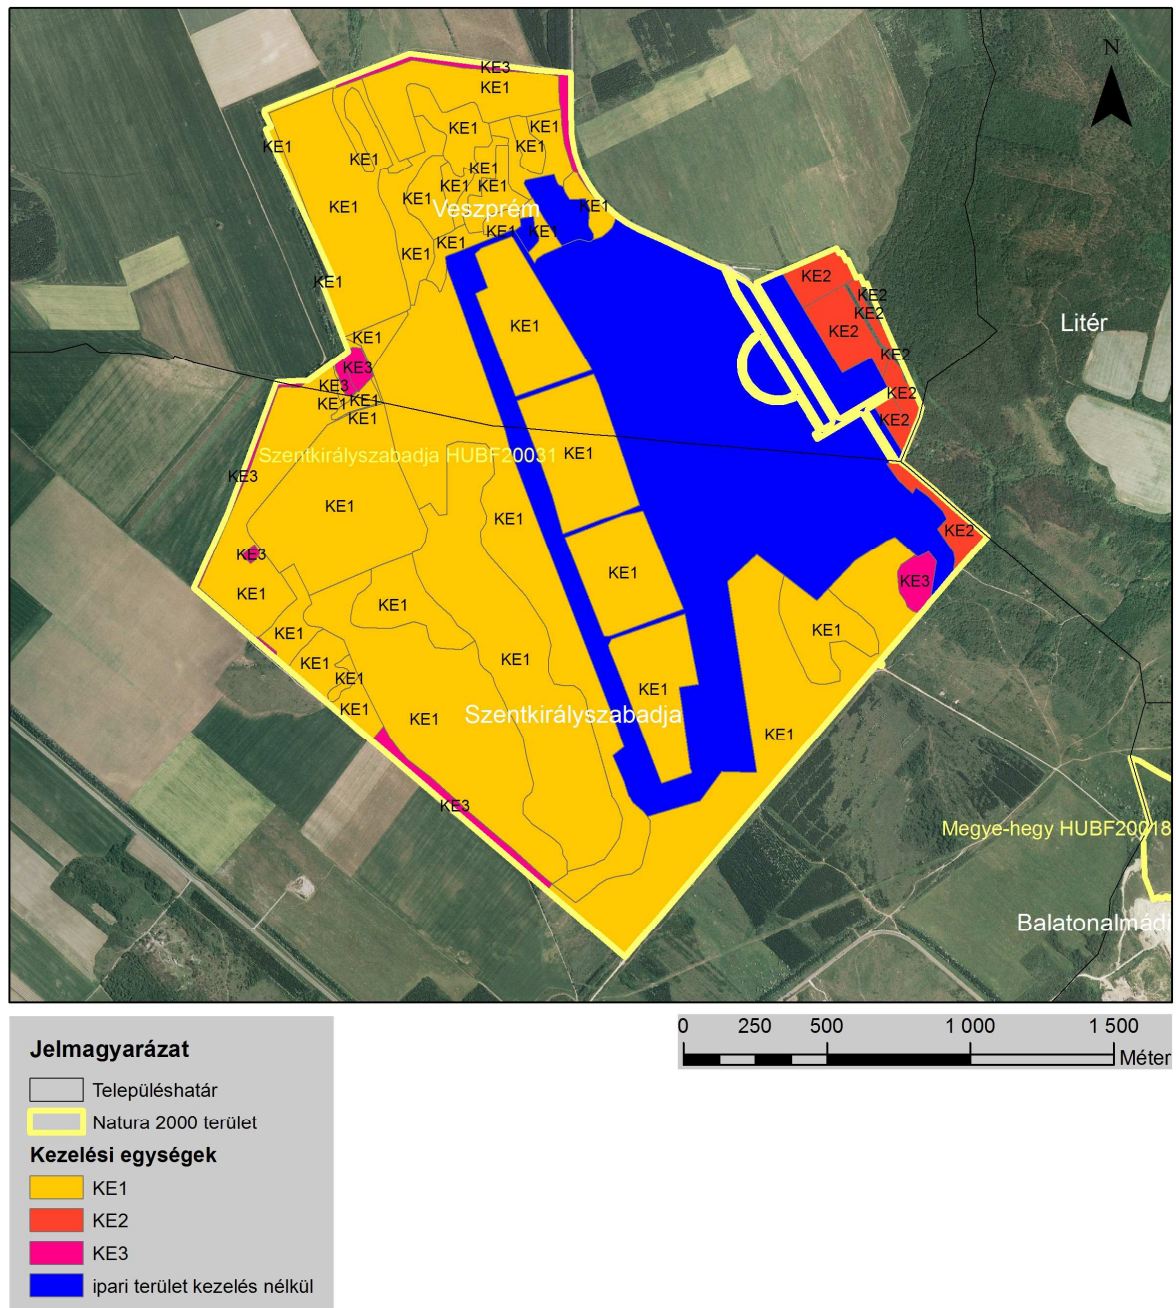 N
KE3
KE1
KE1
KE1
KE1
KE1
KE1
KE1
KE1
KE1
KE1
KE1
KE1
KE1
Veszprém
KE1
KE1
KE1
KE1
KE1
KE2
KE1
KE2
KE2
Litér
KE1
KE2
KE1
KE2
KE3
KE3
KE2
KE1
KE1
KE1
KE2
Szentkirályszabadja HUBF20031
KE1
KE3
KE1
KE1
KE2
KE3
KE1
KE3
KE1
KE1
KE1
KE1
KE1
KE1
KE1
KE1
KE1
Szentkirályszabadja
KE1
KE1
KE1
KE3
Megye-hegy HUBF20018
Balatonalmádi
Jelmagyarázat
Településhatár
Natura 2000 terület
Kezelési egységek
KE1
KE2
KE3
ipari terület kezelés nélkül
0 250 500 1 000 1 500
Méter